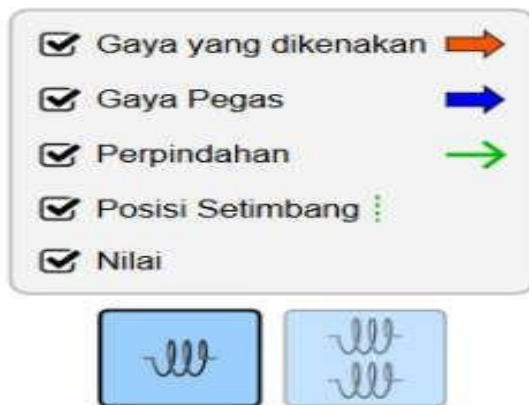 Gaya yang dikenakan
Gaya Pegas
Perpindahan
Posisi Setimbang
Nilai